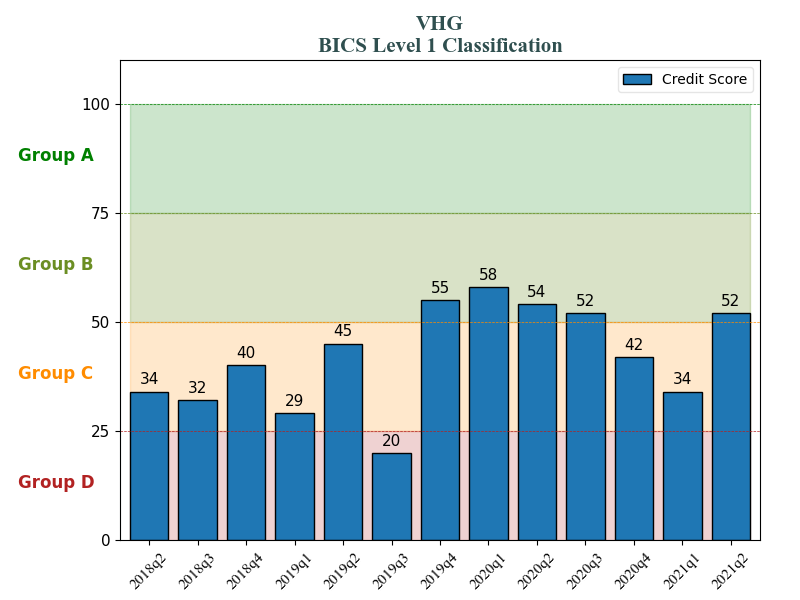 VHG
BICS Level 1 Classification
Credit Score
100
Group A
75
Group B
50
Group C
25
Group D
0
34
32
40
29
45
20
55
58
54
52
42
34
52
2018q2
2018q3
2018q4
2019q1
2019q2
2019q3
2019q4
2020q1
2020q2
2020q3
2020q4
2021q1
2021q2